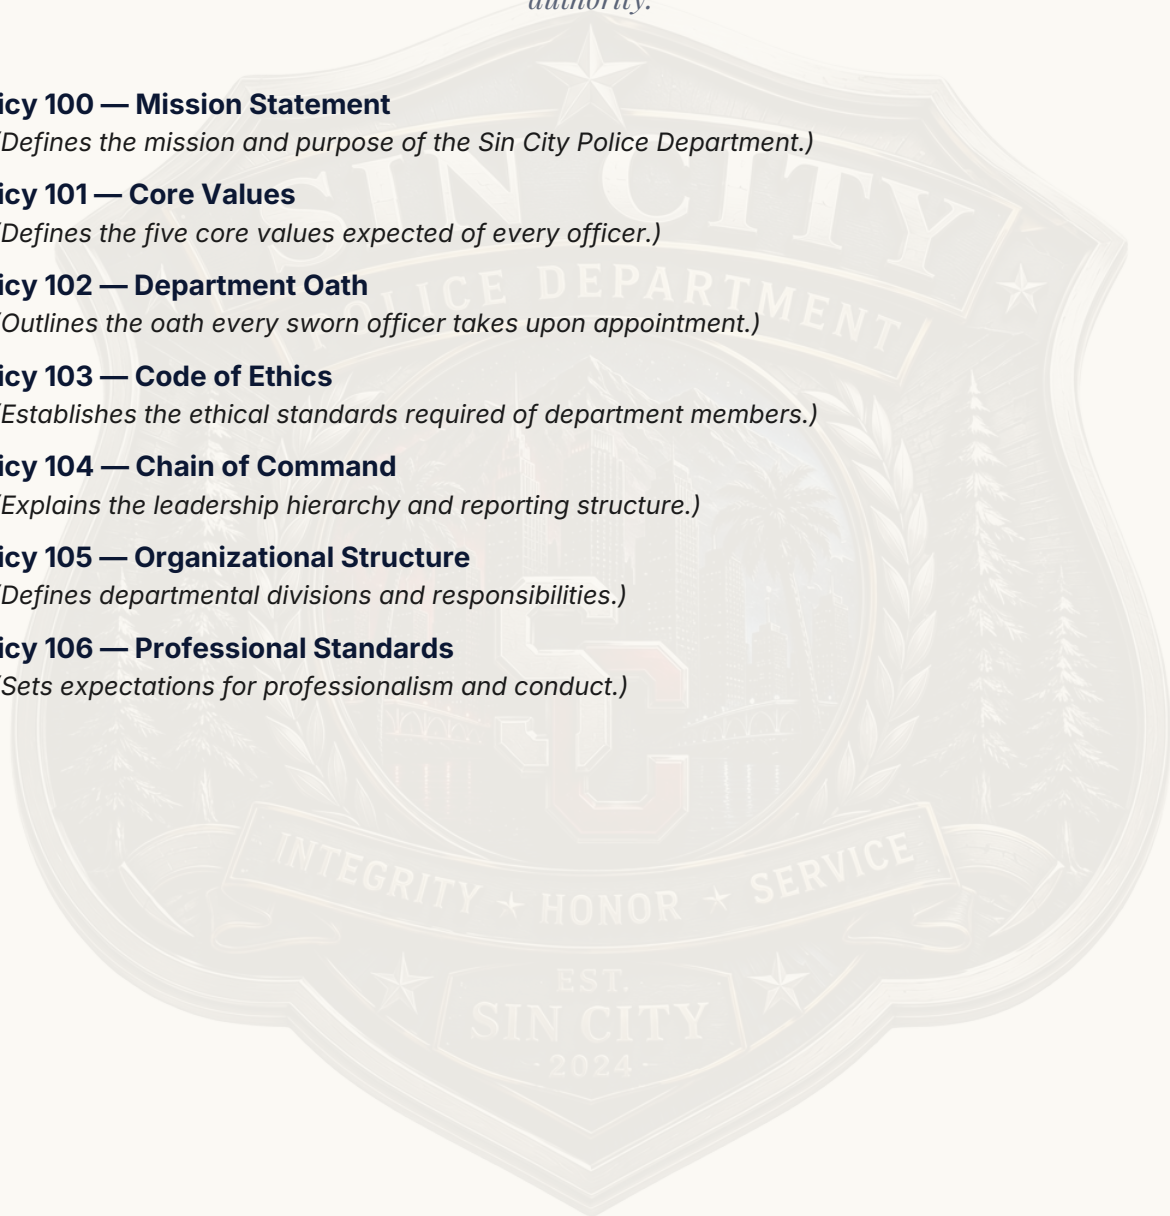 authority.
icy 100 — Mission Statement
(Defines the mission and purpose of the Sin City Police Department.)
icy 101 — Core Values
(Defines the five core values expected of every officer.)
icy 102 — Department Oath
(Outlines the oath every sworn officer takes upon appointment.)
icy 103 — Code of Ethics
(Establishes the ethical standards required of department members.)
icy 104 — Chain of Command
(Explains the leadership hierarchy and reporting structure.)
icy 105 — Organizational Structure
(Defines departmental divisions and responsibilities.)
icy 106 — Professional Standards
(Sets expectations for professionalism and conduct.)
SIN CITY
POLICE DEPARTMENT
SC
INTEGRITY ★ HONOR ★ SERVICE
EST.
SIN CITY
· 2024 ·